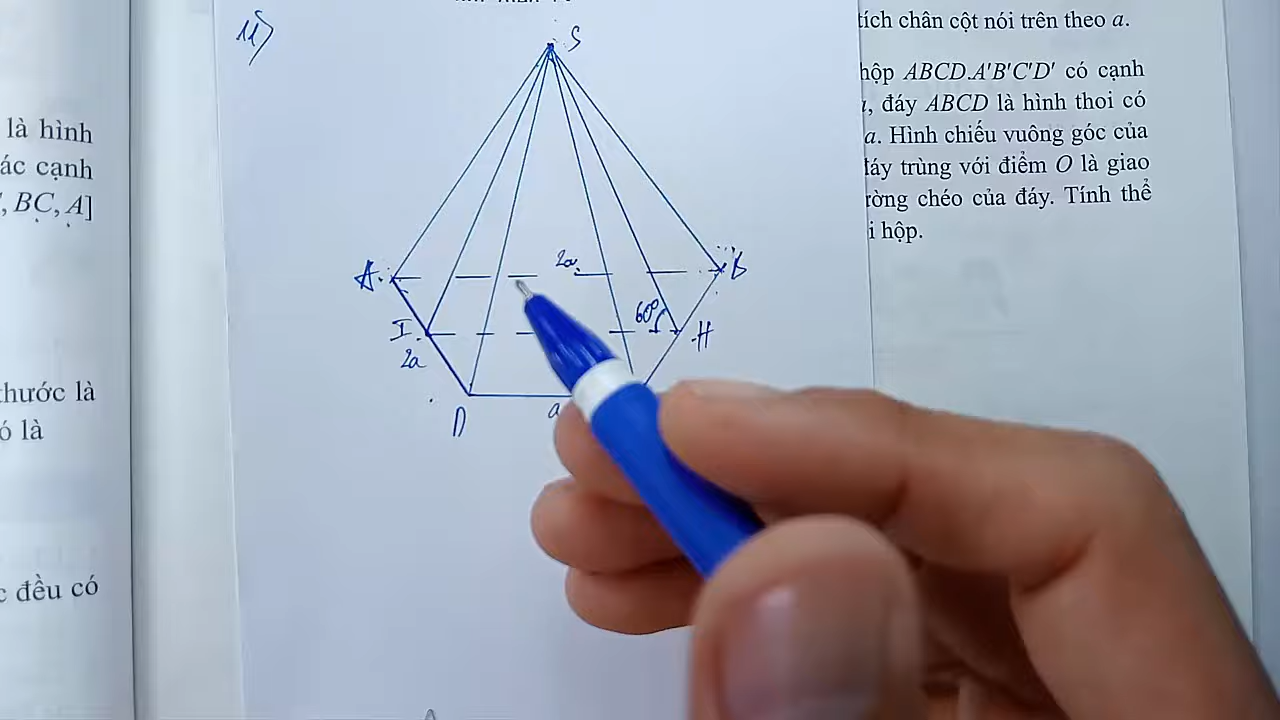 là hình
ác cạnh
, BC, A]
thước là
ó là
c đều có
11)
S
A
2a
B
60°
I
H
2a
D
a
tích chân cột nói trên theo a.
hộp ABCD.A'B'C'D' có cạnh
, đáy ABCD là hình thoi có
a. Hình chiếu vuông góc của
đáy trùng với điểm O là giao
ường chéo của đáy. Tính thể
i hộp.